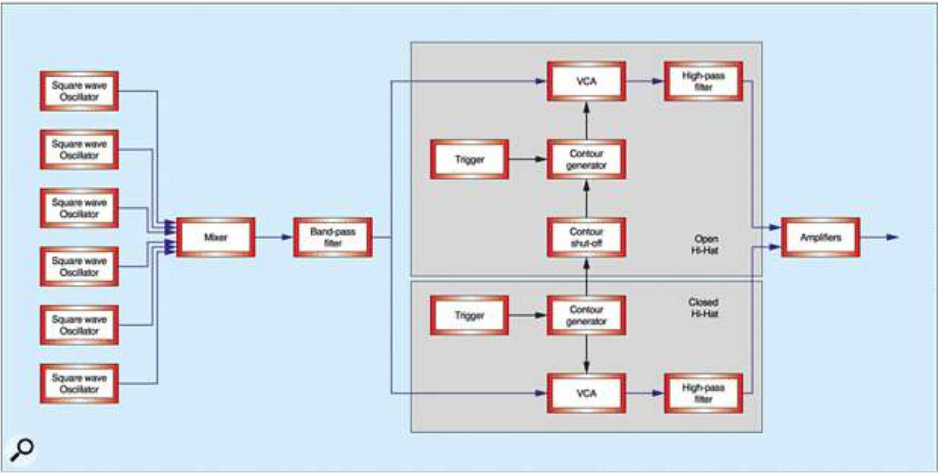 Square wave
Oscillator
Square wave
Oscillator
Square wave
Oscillator
Square wave
Oscillator
Square wave
Oscillator
Square wave
Oscillator
Mixer
Band-pass
filter
VCA
High-pass
filter
Trigger
Contour
generator
Contour
shut-off
Open
Hi-Hat
Trigger
Contour
generator
Closed
Hi-Hat
VCA
High-pass
filter
Amplifiers